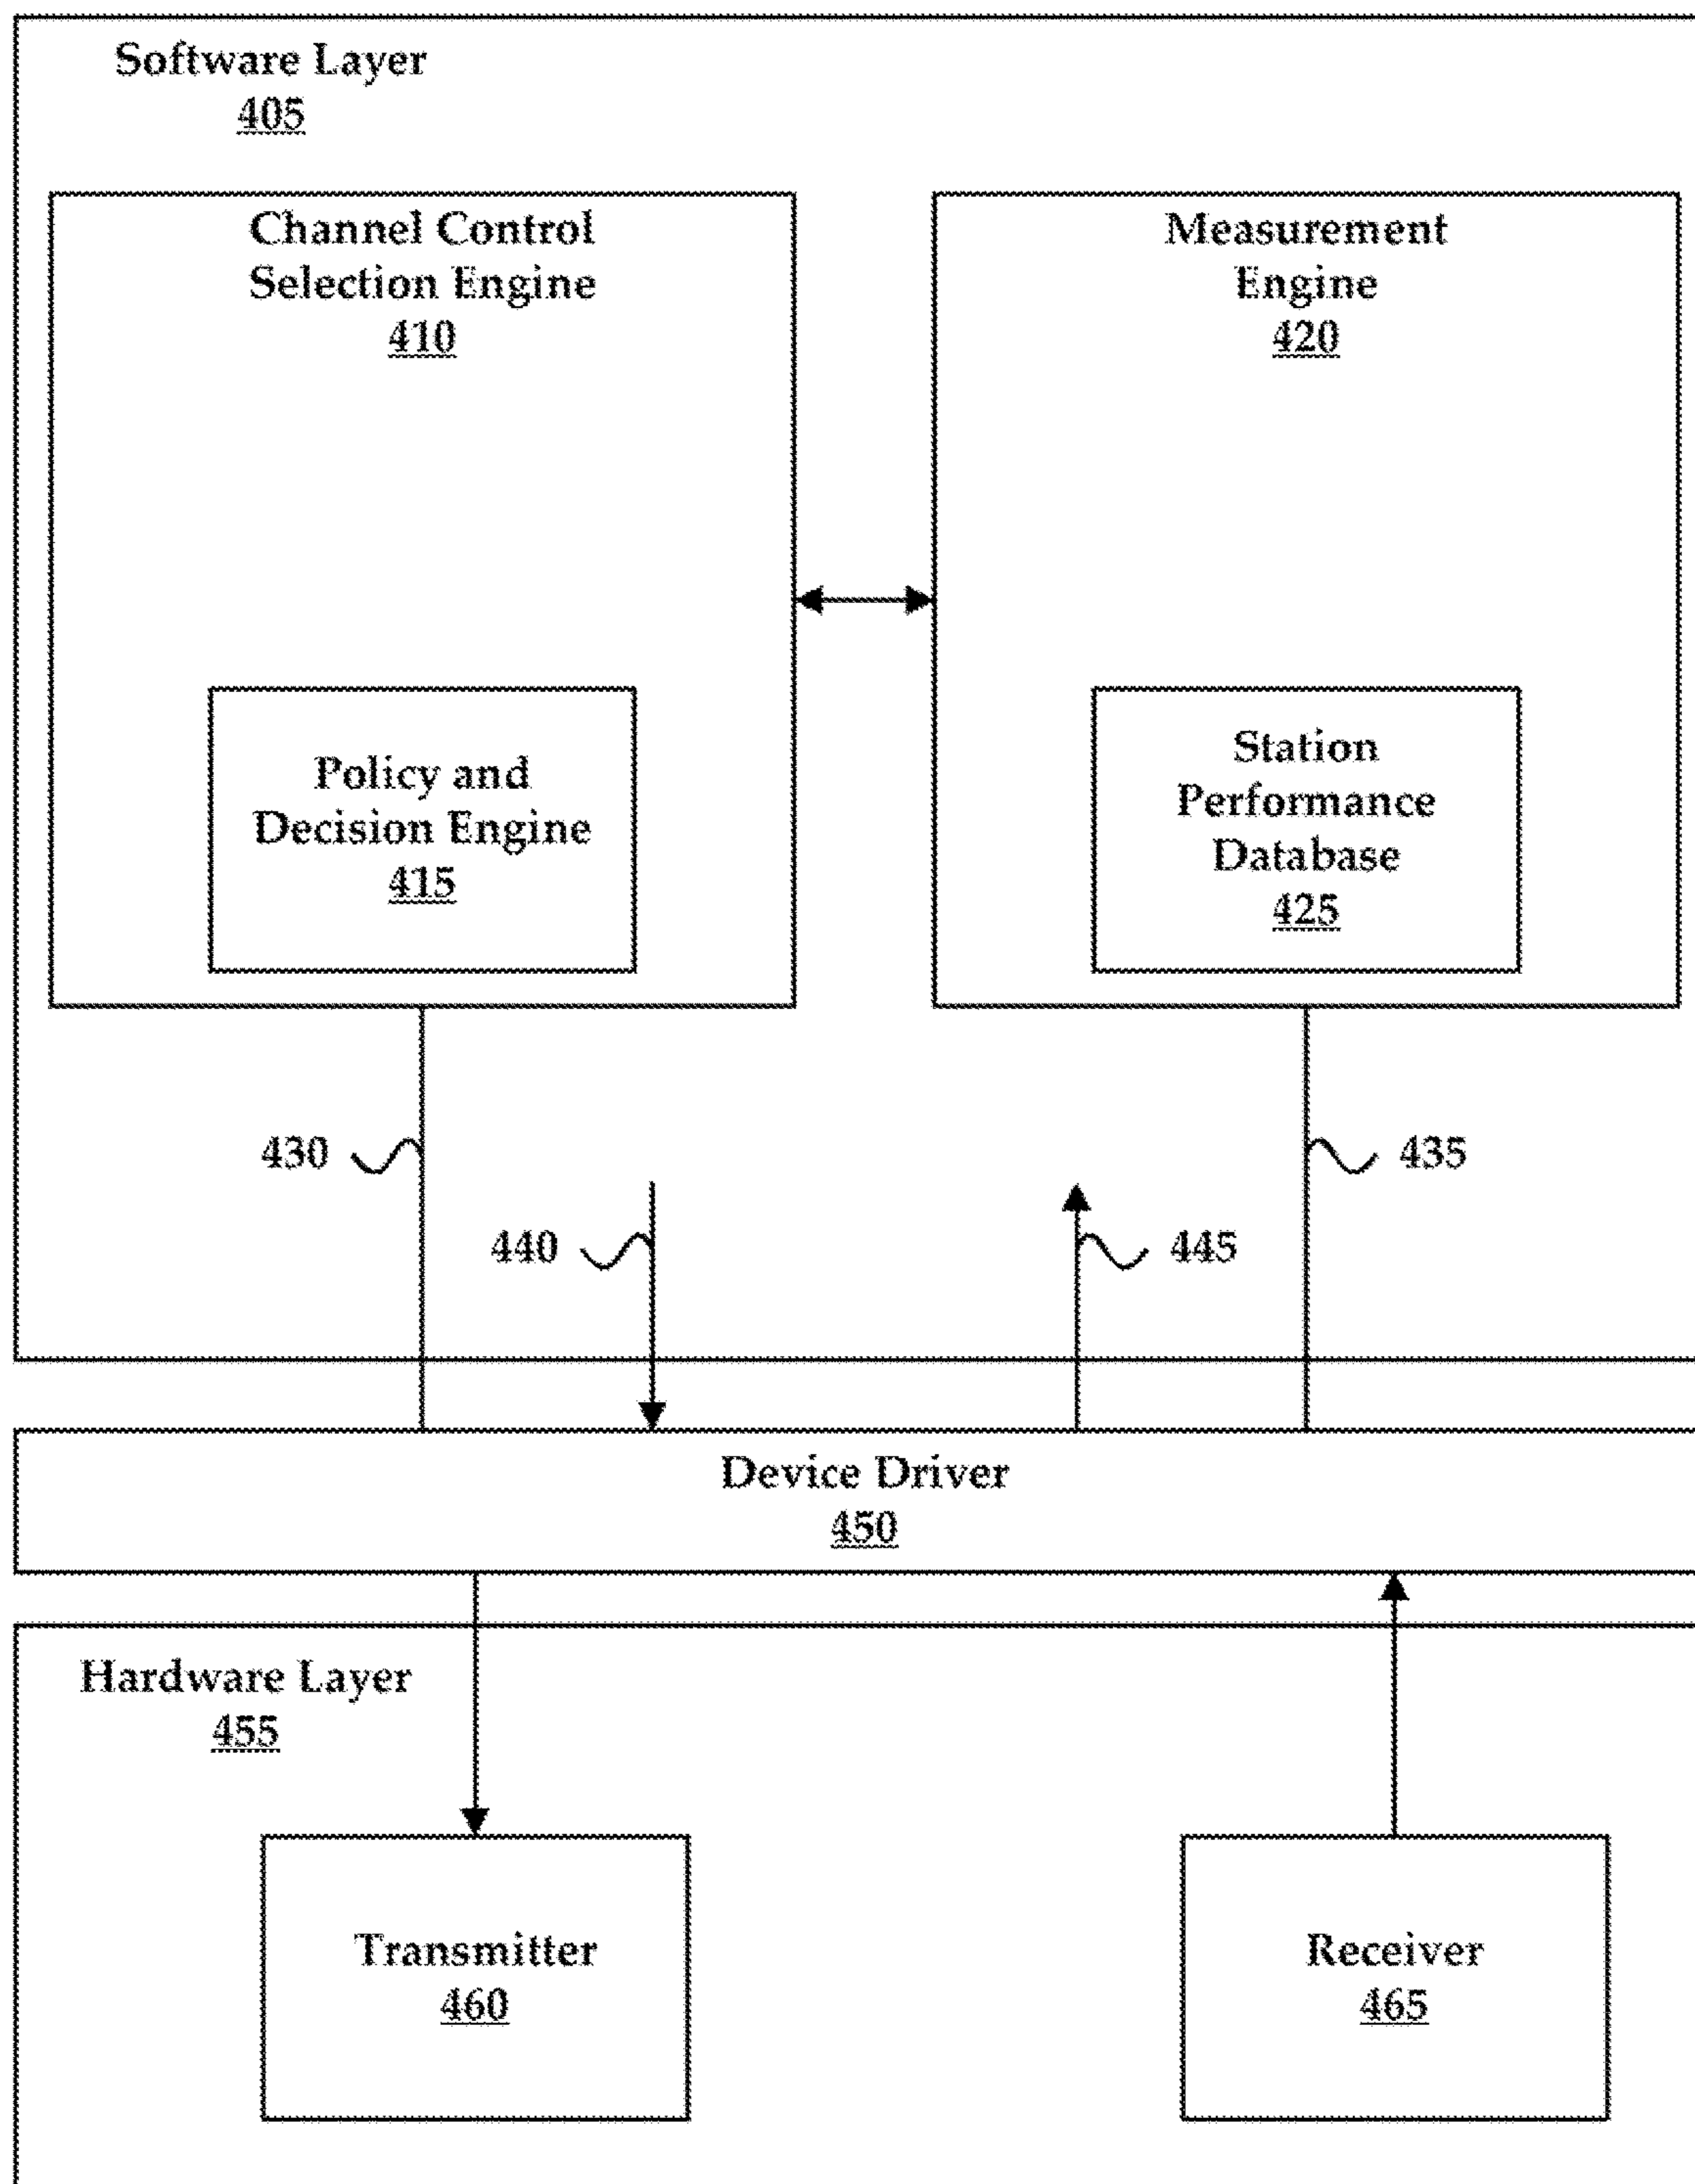 Software Layer
405
Channel Control
Selection Engine
410
Measurement
Engine
420
Policy and
Decision Engine
415
Station
Performance
Database
425
430
435
440
445
Device Driver
450
Hardware Layer
455
Transmitter
460
Receiver
465